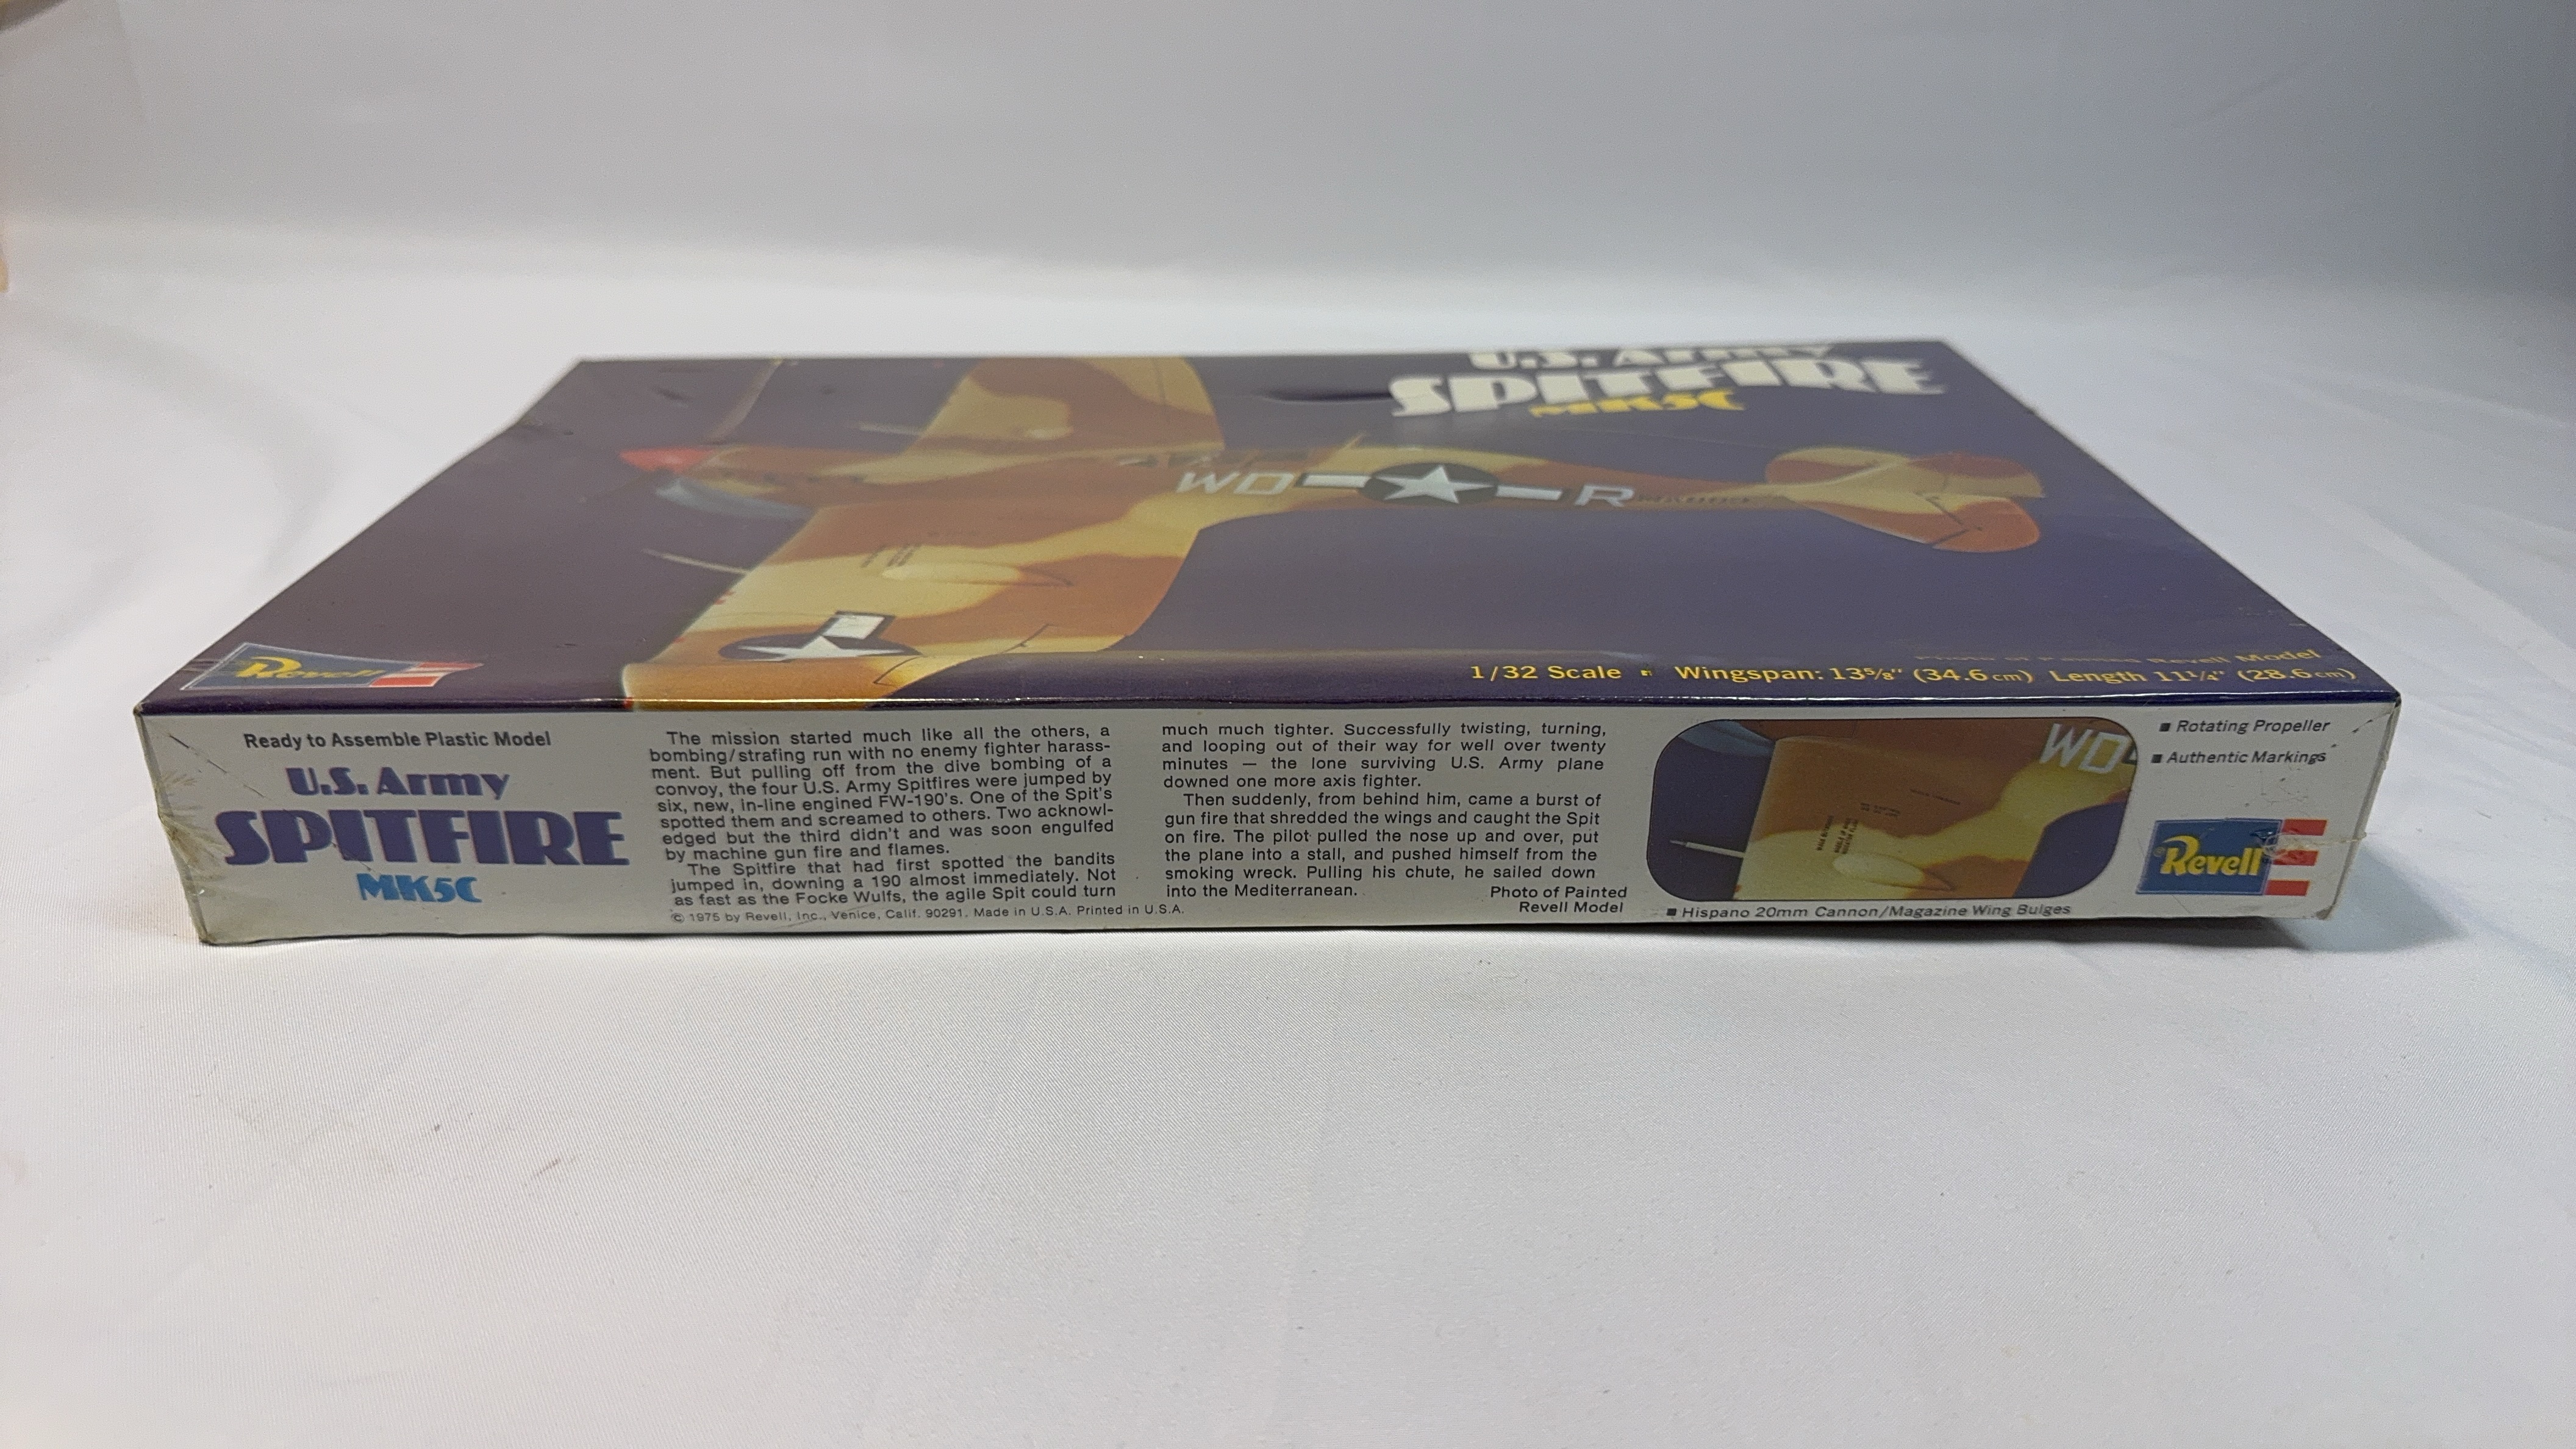 U.S. Army
SPITFIRE
MK5C
WD
R
Revell
Photo of Painted Revell Model
1/32 Scale ▪ Wingspan: 13⅝" (34.6cm) Length 11¼" (28.6cm)
Ready to Assemble Plastic Model
U.S. Army
SPITFIRE
MK5C
The mission started much like all the others, a
bombing/strafing run with no enemy fighter harass-
ment. But pulling off from the dive bombing of a
convoy, the four U.S. Army Spitfires were jumped by
six, new, in-line engined FW-190's. One of the Spit's
spotted them and screamed to others. Two acknowl-
edged but the third didn't and was soon engulfed
by machine gun fire and flames.
The Spitfire that had first spotted the bandits
jumped in, downing a 190 almost immediately. Not
as fast as the Focke Wulfs, the agile Spit could turn
© 1975 by Revell, Inc., Venice, Calif. 90291. Made in U.S.A. Printed in U.S.A.
much much tighter. Successfully twisting, turning,
and looping out of their way for well over twenty
minutes — the lone surviving U.S. Army plane
downed one more axis fighter.
Then suddenly, from behind him, came a burst of
gun fire that shredded the wings and caught the Spit
on fire. The pilot pulled the nose up and over, put
the plane into a stall, and pushed himself from the
smoking wreck. Pulling his chute, he sailed down
into the Mediterranean.
Photo of Painted
Revell Model
WD
■ Hispano 20mm Cannon/Magazine Wing Bulges
■ Rotating Propeller
■ Authentic Markings
Revell